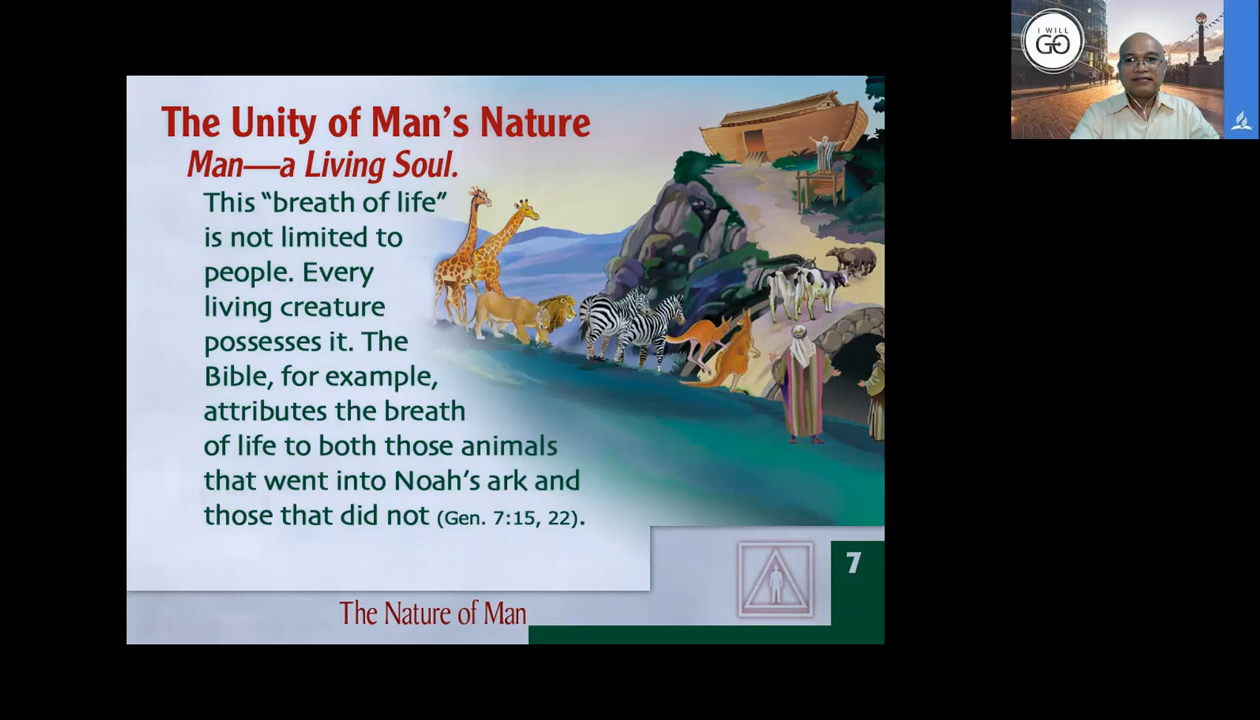 The Unity of Man's Nature
Man—a Living Soul.
This “breath of life”
is not limited to
people. Every
living creature
possesses it. The
Bible, for example,
attributes the breath
of life to both those animals
that went into Noah's ark and
those that did not (Gen. 7:15, 22).
7
The Nature of Man
I WILL
GO